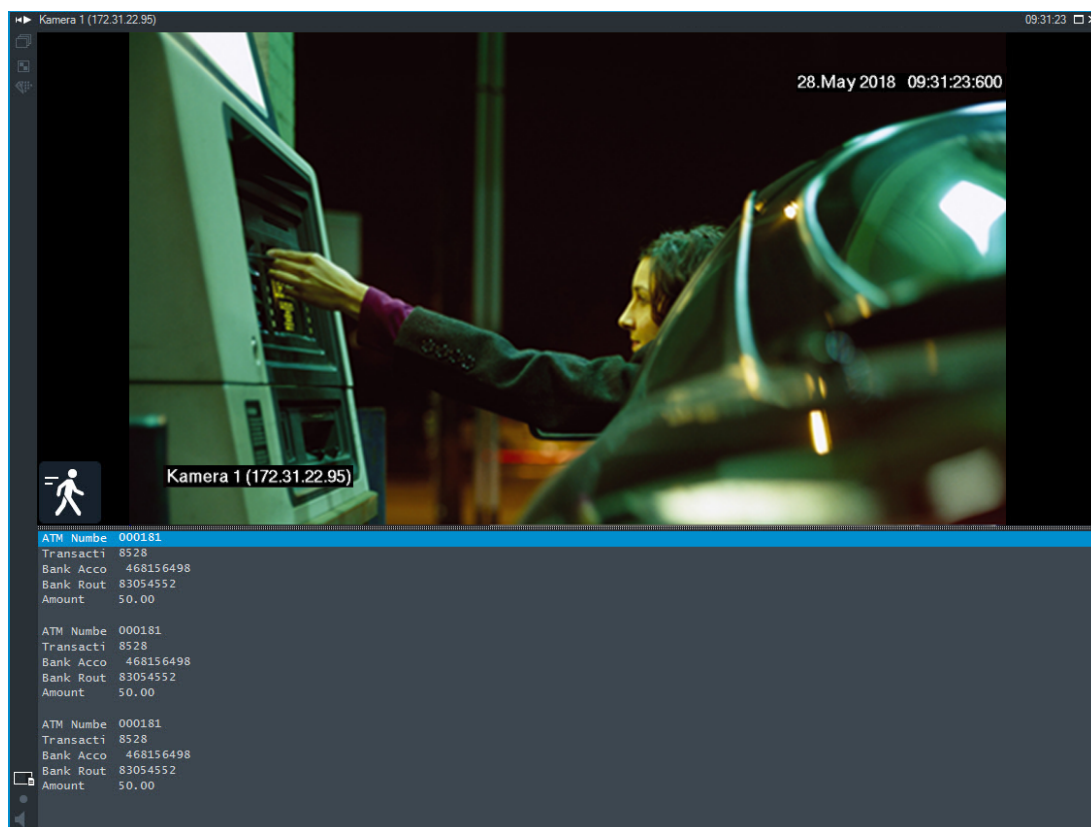 Kamera 1 (172.31.22.95) 09:31:23
28.May 2018 09:31:23:600
Kamera 1 (172.31.22.95)
ATM Numbe 000181
Transacti 8528
Bank Acco 468156498
Bank Rout 83054552
Amount 50.00
ATM Numbe 000181
Transacti 8528
Bank Acco 468156498
Bank Rout 83054552
Amount 50.00
ATM Numbe 000181
Transacti 8528
Bank Acco 468156498
Bank Rout 83054552
Amount 50.00